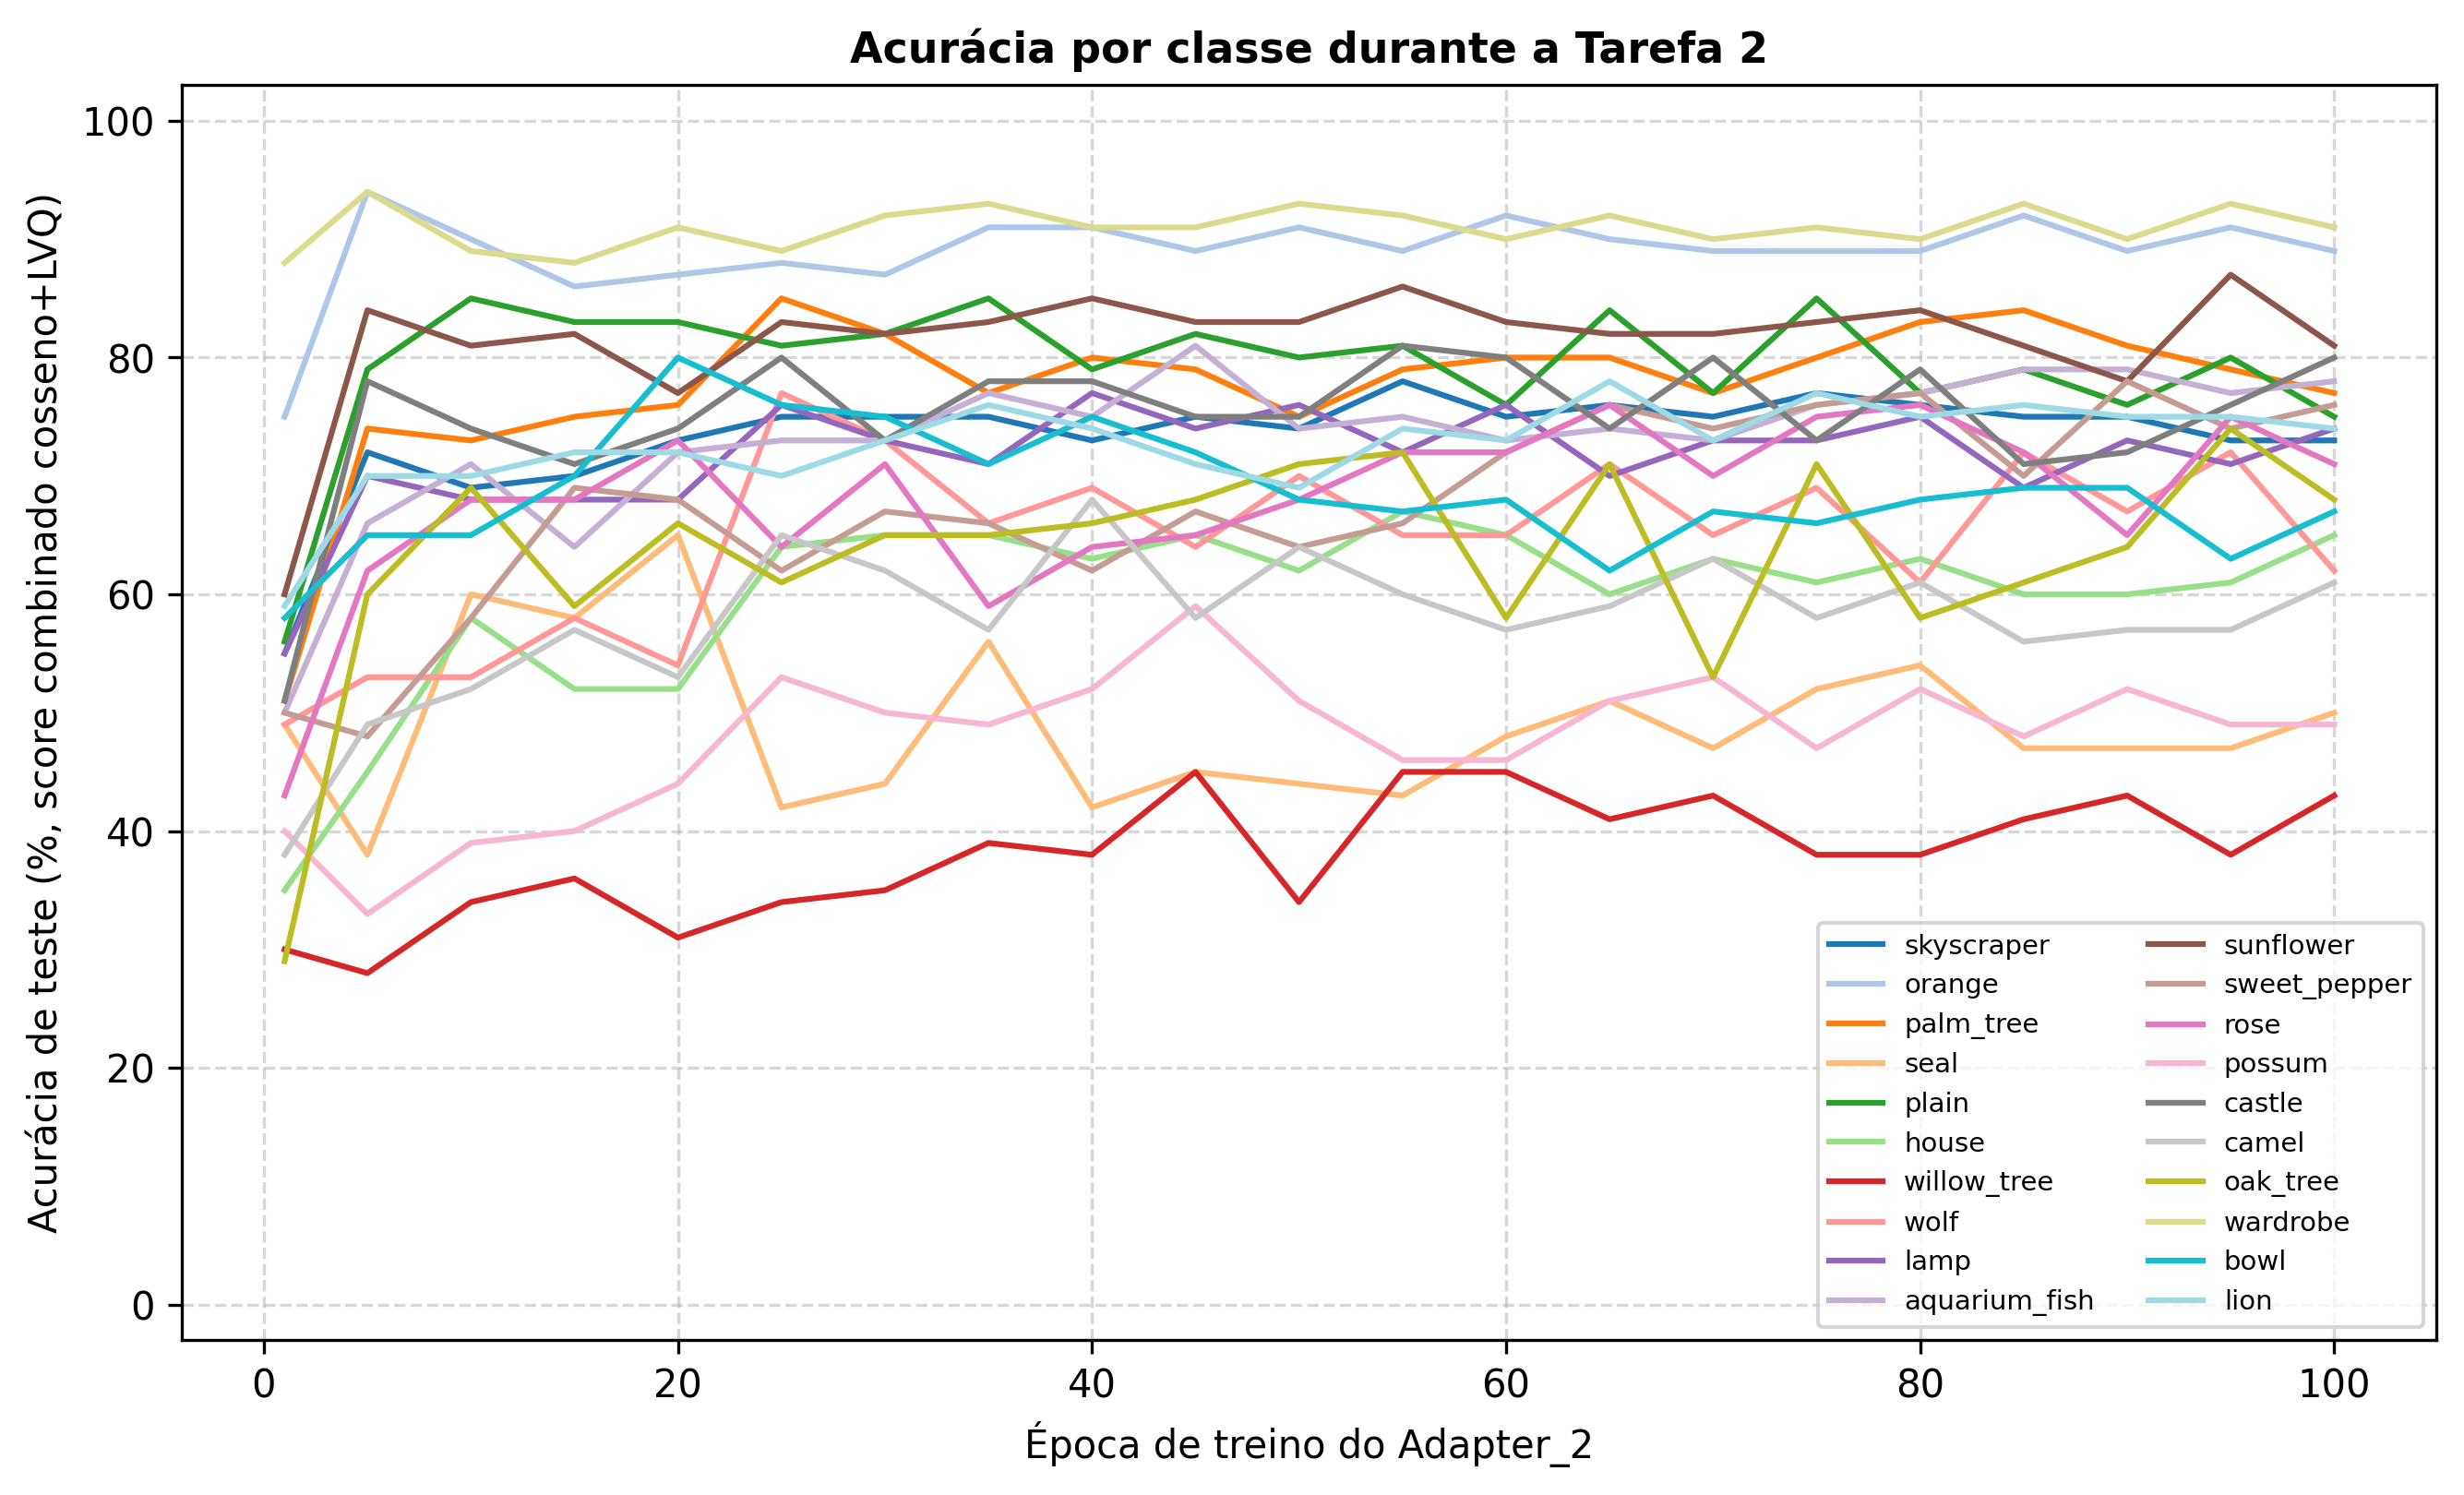 Acurácia por classe durante a Tarefa 2
Acurácia de teste (%, score combinado cosseno+LVQ)
100
80
60
40
20
0
0
20
40
60
80
100
Época de treino do Adapter_2
skyscraper
orange
palm_tree
seal
plain
house
willow_tree
wolf
lamp
aquarium_fish
sunflower
sweet_pepper
rose
possum
castle
camel
oak_tree
wardrobe
bowl
lion